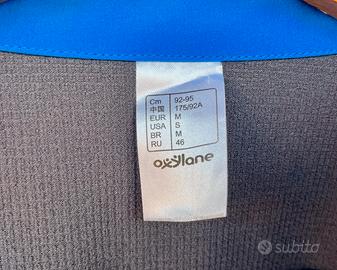 Cm 92-95
中国 175/92A
EUR M
USA S
BR M
RU 46
oxylane
subito